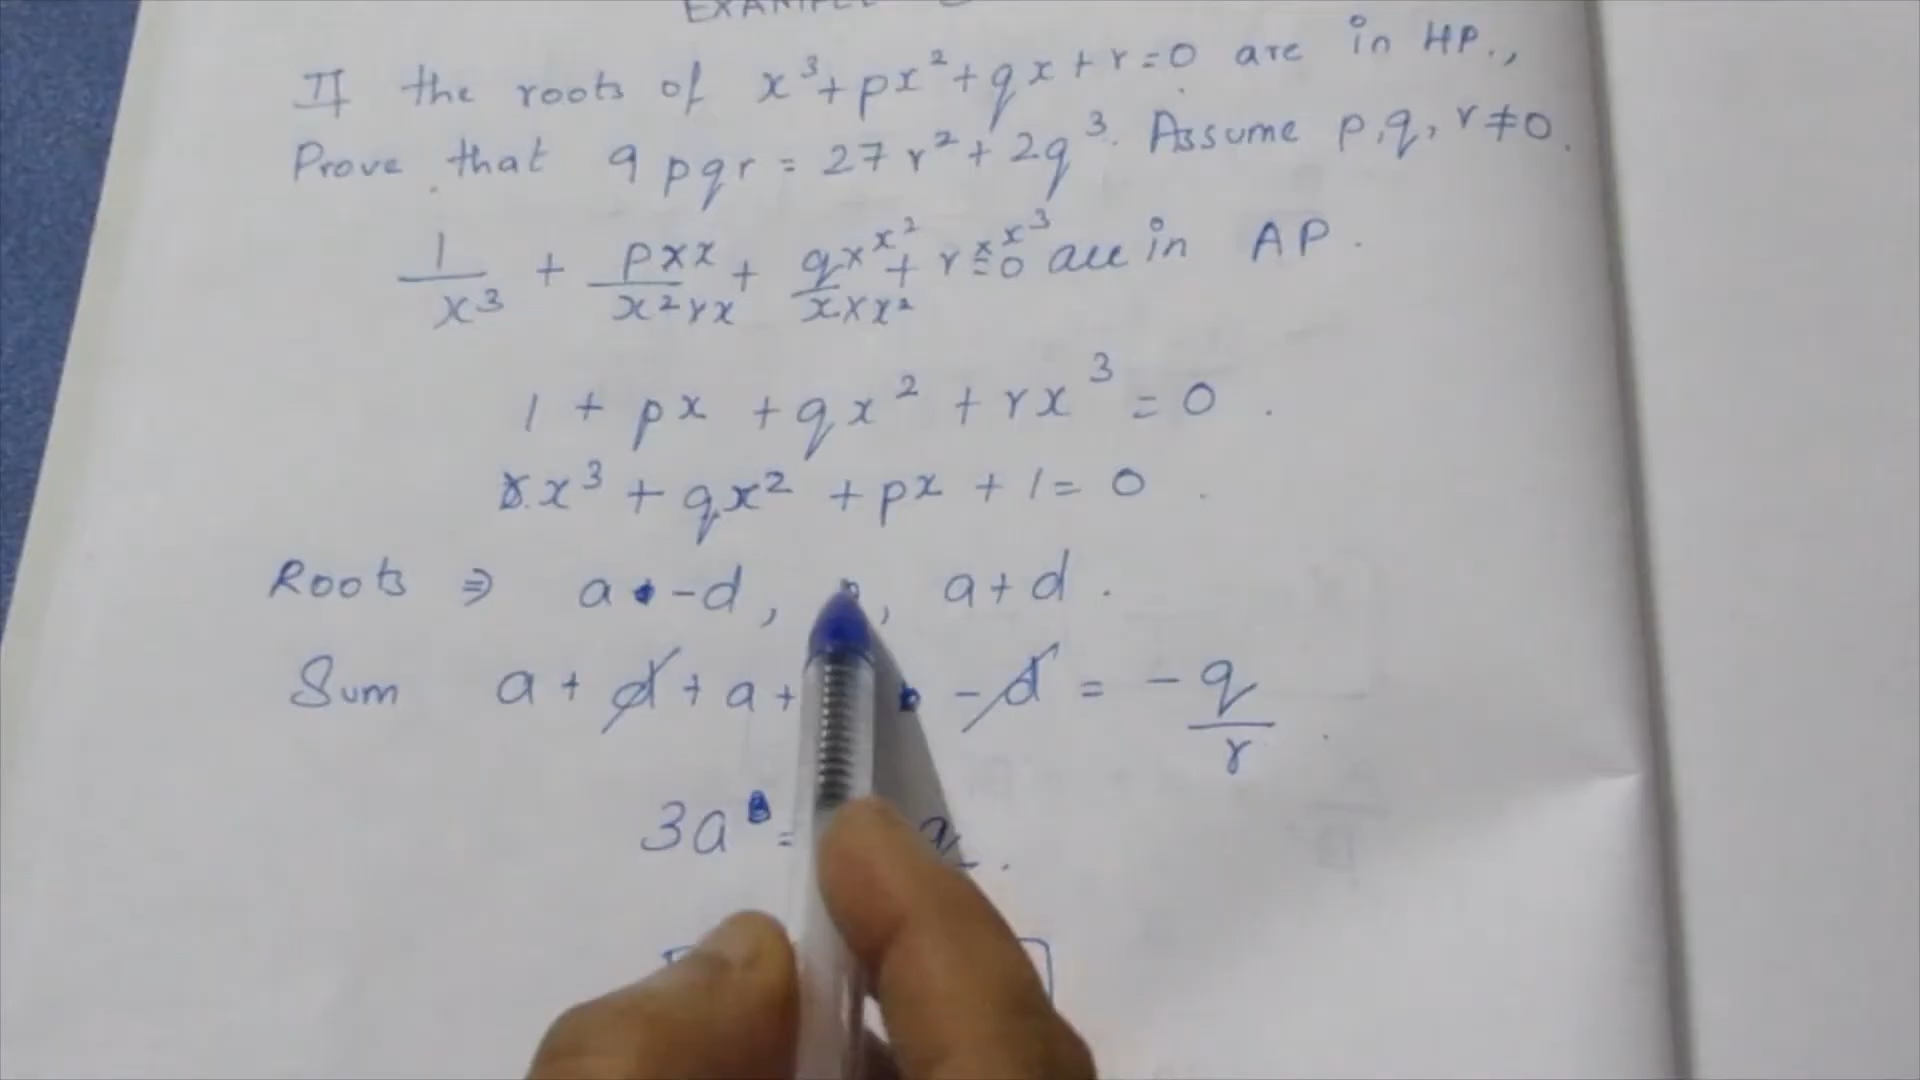 EXAMPLE
If the roots of x³+px²+qx+r=0 are in HP.,
Prove that 9pqr = 27r²+2q³. Assume p,q,r≠0.
1/x³ + p×x/x²×x + q×x²/x×x² + r×x³=0 are in AP.
1 + px + qx² + rx³ = 0.
rx³ + qx² + px + 1 = 0.
Roots ⇒ a-d, , a+d.
Sum a + d + a + - d = -q/r.
3a =